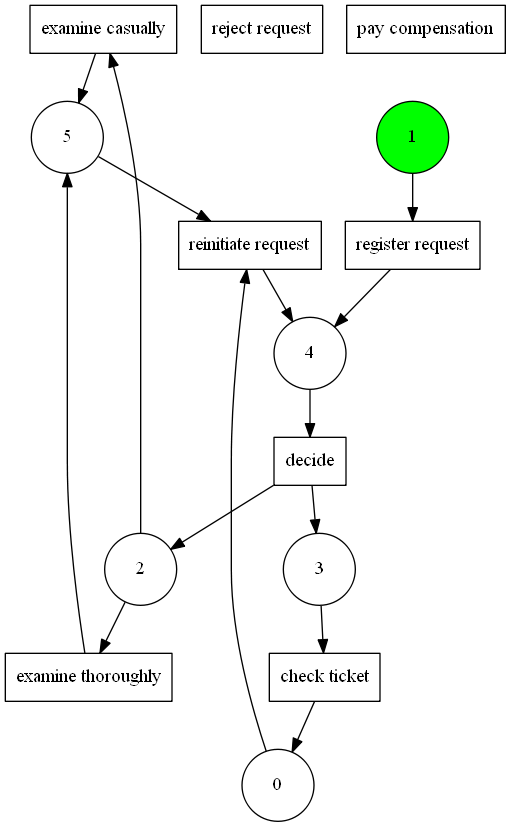 examine casually
reject request
pay compensation
5
1
reinitiate request
register request
4
decide
2
3
examine thoroughly
check ticket
0